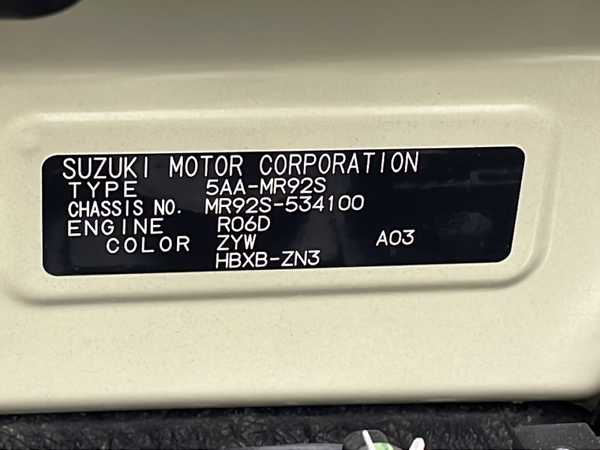 SUZUKI MOTOR CORPORATION
TYPE 5AA-MR92S
CHASSIS NO. MR92S-534100
ENGINE R06D
COLOR ZYW A03
HBXB-ZN3